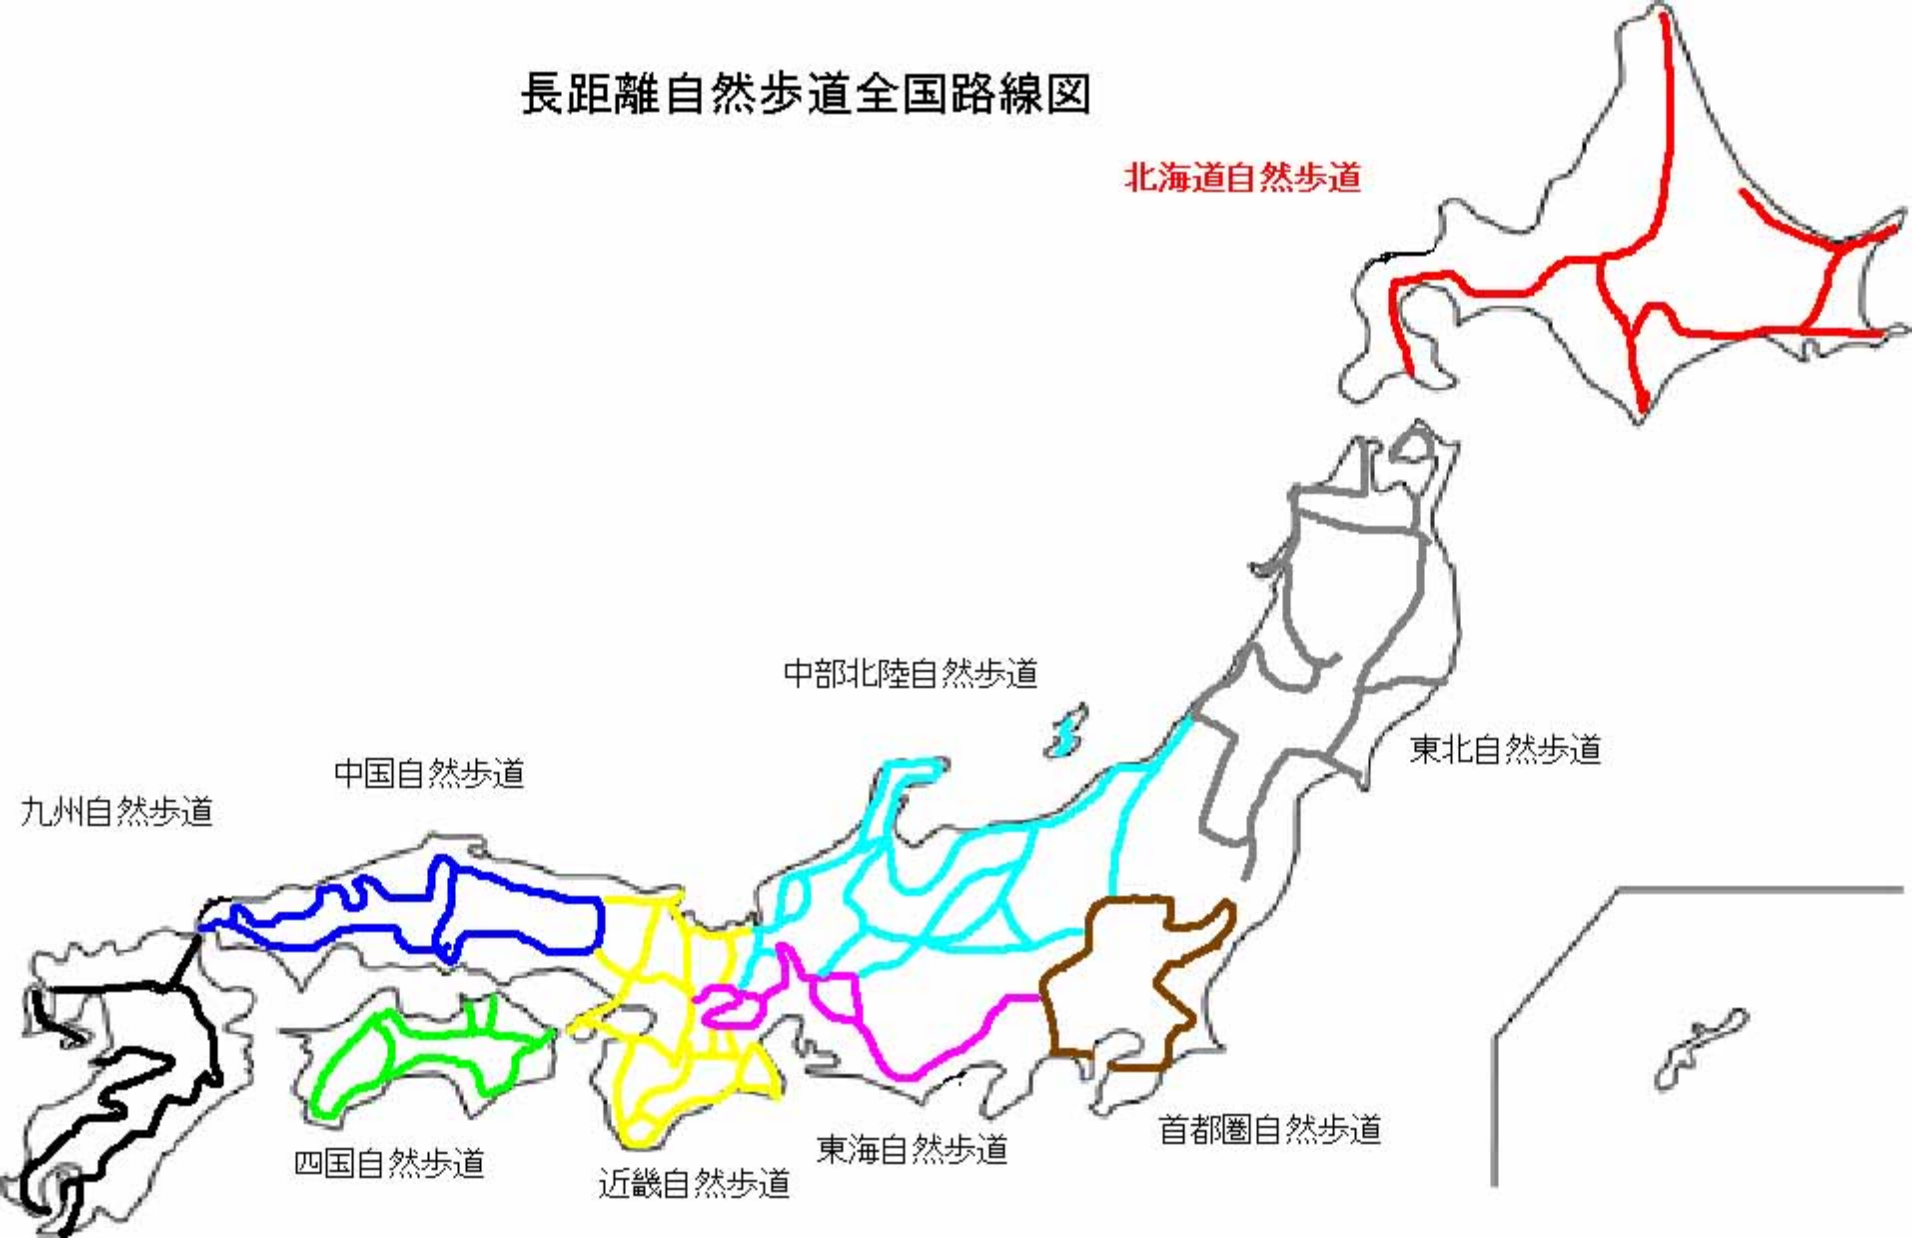 長距離自然歩道全国路線図
北海道自然歩道
中部北陸自然歩道
東北自然歩道
中国自然歩道
九州自然歩道
首都圏自然歩道
東海自然歩道
四国自然歩道
近畿自然歩道